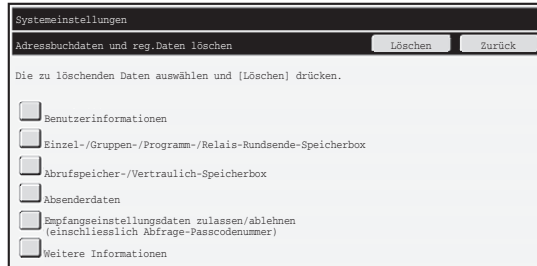 Systemeinstellungen
Adressbuchdaten und reg.Daten löschen Löschen Zurück
Die zu löschenden Daten auswählen und [Löschen] drücken.
Benutzerinformationen
Einzel-/Gruppen-/Programm-/Relais-Rundsende-Speicherbox
Abrufspeicher-/Vertraulich-Speicherbox
Absenderdaten
Empfangseinstellungsdaten zulassen/ablehnen
(einschliesslich Abfrage-Passcodenummer)
Weitere Informationen